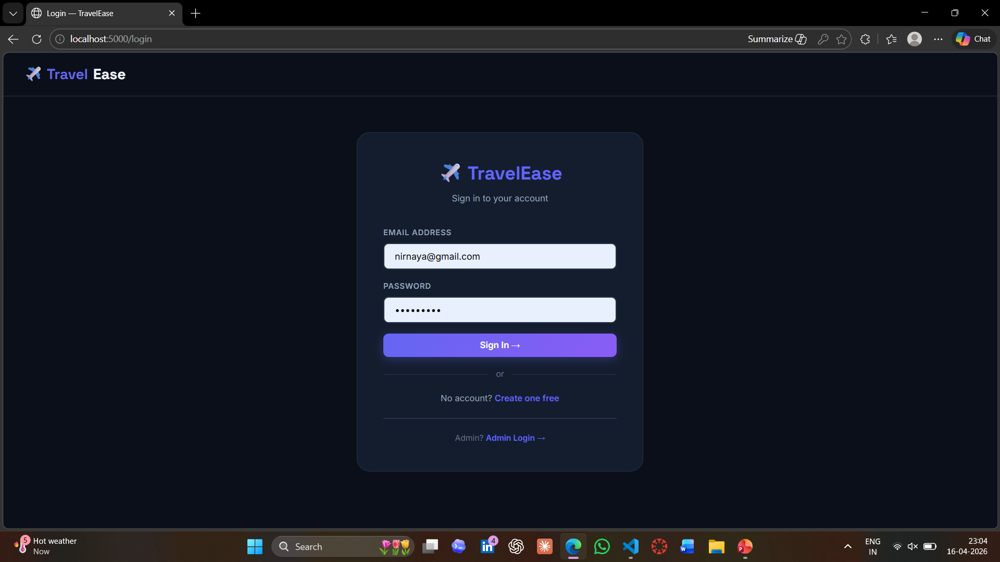 Login — TravelEase
localhost:5000/login
Summarize
Chat
Travel Ease
TravelEase
Sign in to your account
EMAIL ADDRESS
nirnaya@gmail.com
PASSWORD
•••••••••
Sign In →
or
No account? Create one free
Admin? Admin Login →
5
Hot weather
Now
Search
4
ENG
IN
23:04
16-04-2026